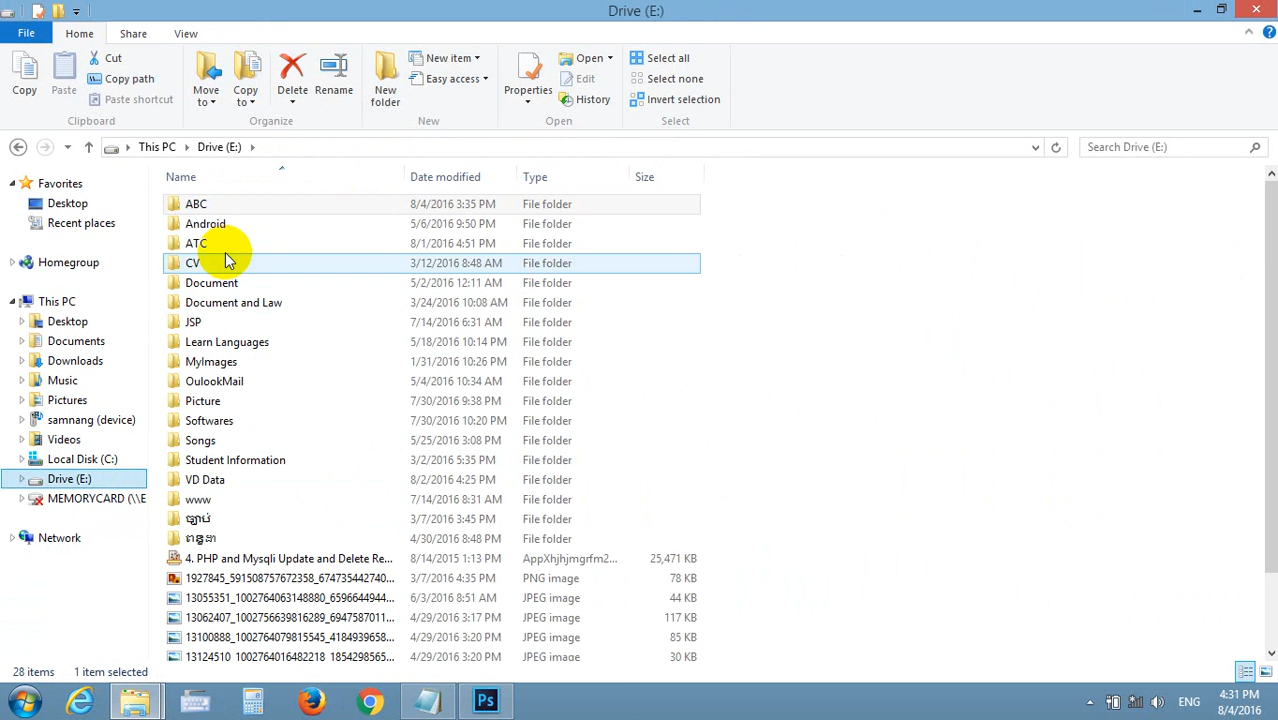 Drive (E:)
File Home Share View
Cut
Copy path
Paste shortcut
Copy Paste
Move to Copy to Delete Rename
New folder
New item
Easy access
Properties
Open
Edit
History
Select all
Select none
Invert selection
Clipboard Organize New Open Select
This PC Drive (E:) Search Drive (E:)
Name Date modified Type Size
Favorites
Desktop
Recent places
Homegroup
This PC
Desktop
Documents
Downloads
Music
Pictures
samnang (device)
Videos
Local Disk (C:)
Drive (E:)
MEMORYCARD (\\E
Network
ABC 8/4/2016 3:35 PM File folder
Android 5/6/2016 9:50 PM File folder
ATC 8/1/2016 4:51 PM File folder
CV 3/12/2016 8:48 AM File folder
Document 5/2/2016 12:11 AM File folder
Document and Law 3/24/2016 10:08 AM File folder
JSP 7/14/2016 6:31 AM File folder
Learn Languages 5/18/2016 10:14 PM File folder
MyImages 1/31/2016 10:26 PM File folder
OulookMail 5/4/2016 10:34 AM File folder
Picture 7/30/2016 9:38 PM File folder
Softwares 7/30/2016 10:20 PM File folder
Songs 5/25/2016 3:08 PM File folder
Student Information 3/2/2016 5:35 PM File folder
VD Data 8/2/2016 4:25 PM File folder
www 7/14/2016 8:31 AM File folder
ច្បាប់ 3/7/2016 3:45 PM File folder
4/30/2016 8:48 PM File folder
4. PHP and Mysqli Update and Delete Re... 8/14/2015 1:13 PM AppXhjhjmgrfm2... 25,471 KB
1927845_591508757672358_674735442740... 3/7/2016 4:35 PM PNG image 78 KB
13055351_1002764063148880_6596644944... 6/3/2016 8:51 AM JPEG image 44 KB
13062407_1002756639816289_6947587011... 4/29/2016 3:17 PM JPEG image 117 KB
13100888_1002764079815545_4184939658... 4/29/2016 3:20 PM JPEG image 85 KB
13124510_1002764016482218_1854298565... 4/29/2016 3:20 PM JPEG image 30 KB
28 items 1 item selected
Ps
ENG
4:31 PM
8/4/2016